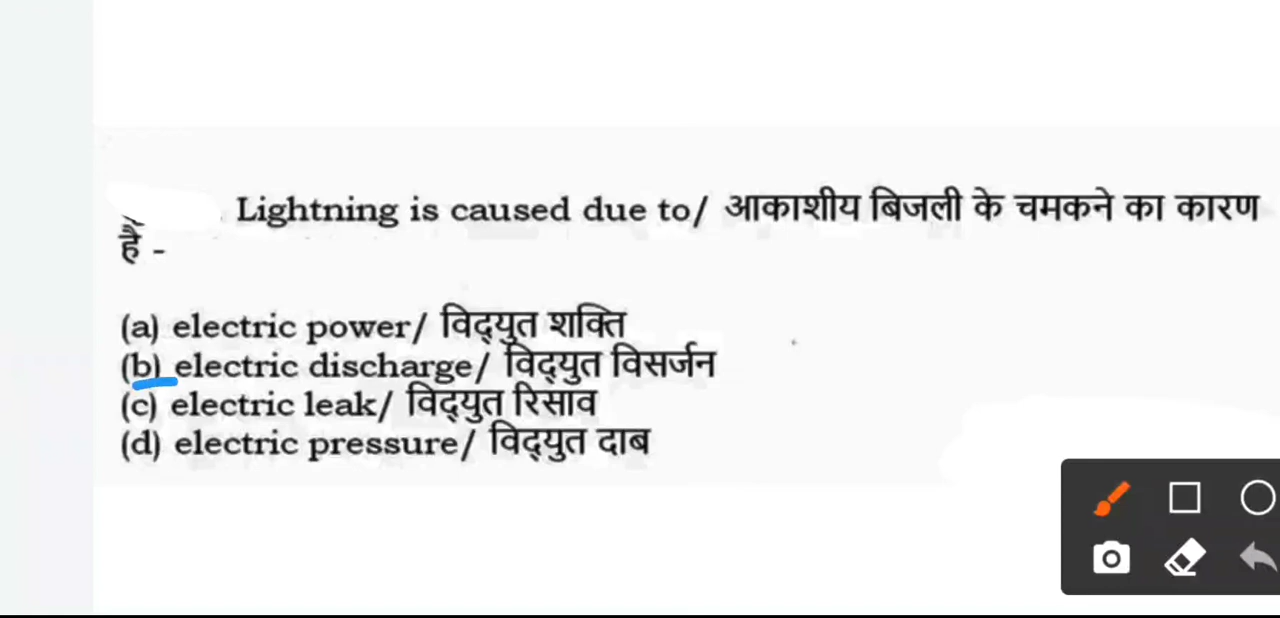 Lightning is caused due to/ आकाशीय बिजली के चमकने का कारण
है -
(a) electric power/ विद्युत शक्ति
(b) electric discharge/ विद्युत विसर्जन
(c) electric leak/ विद्युत रिसाव
(d) electric pressure/ विद्युत दाब